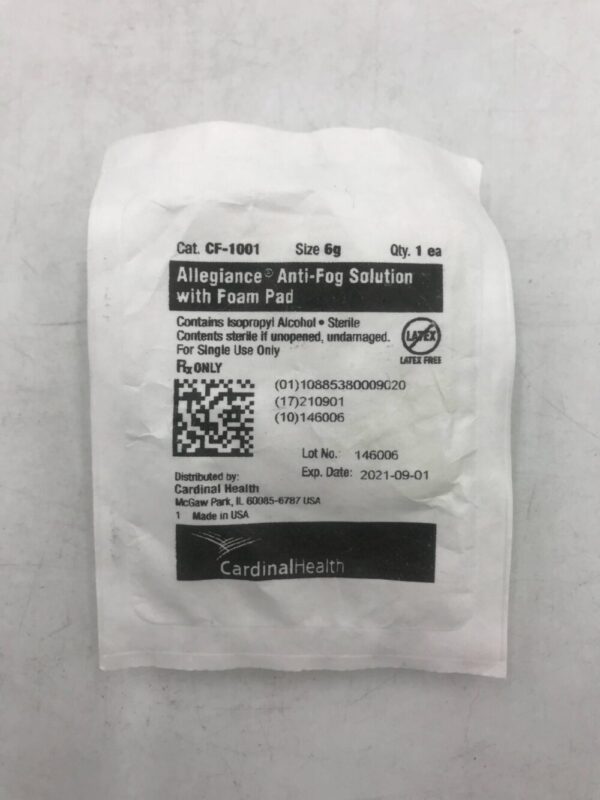 Cat. CF-1001 Size 6g Qty. 1 ea
Allegiance® Anti-Fog Solution
with Foam Pad
Contains Isopropyl Alcohol • Sterile
Contents sterile if unopened, undamaged.
For Single Use Only
Rx ONLY
LATEX
LATEX FREE
(01)10885380009020
(17)210901
(10)146006
Lot No.: 146006
Exp. Date: 2021-09-01
Distributed by:
Cardinal Health
McGaw Park, IL 60085-6787 USA
1 Made in USA
CardinalHealth